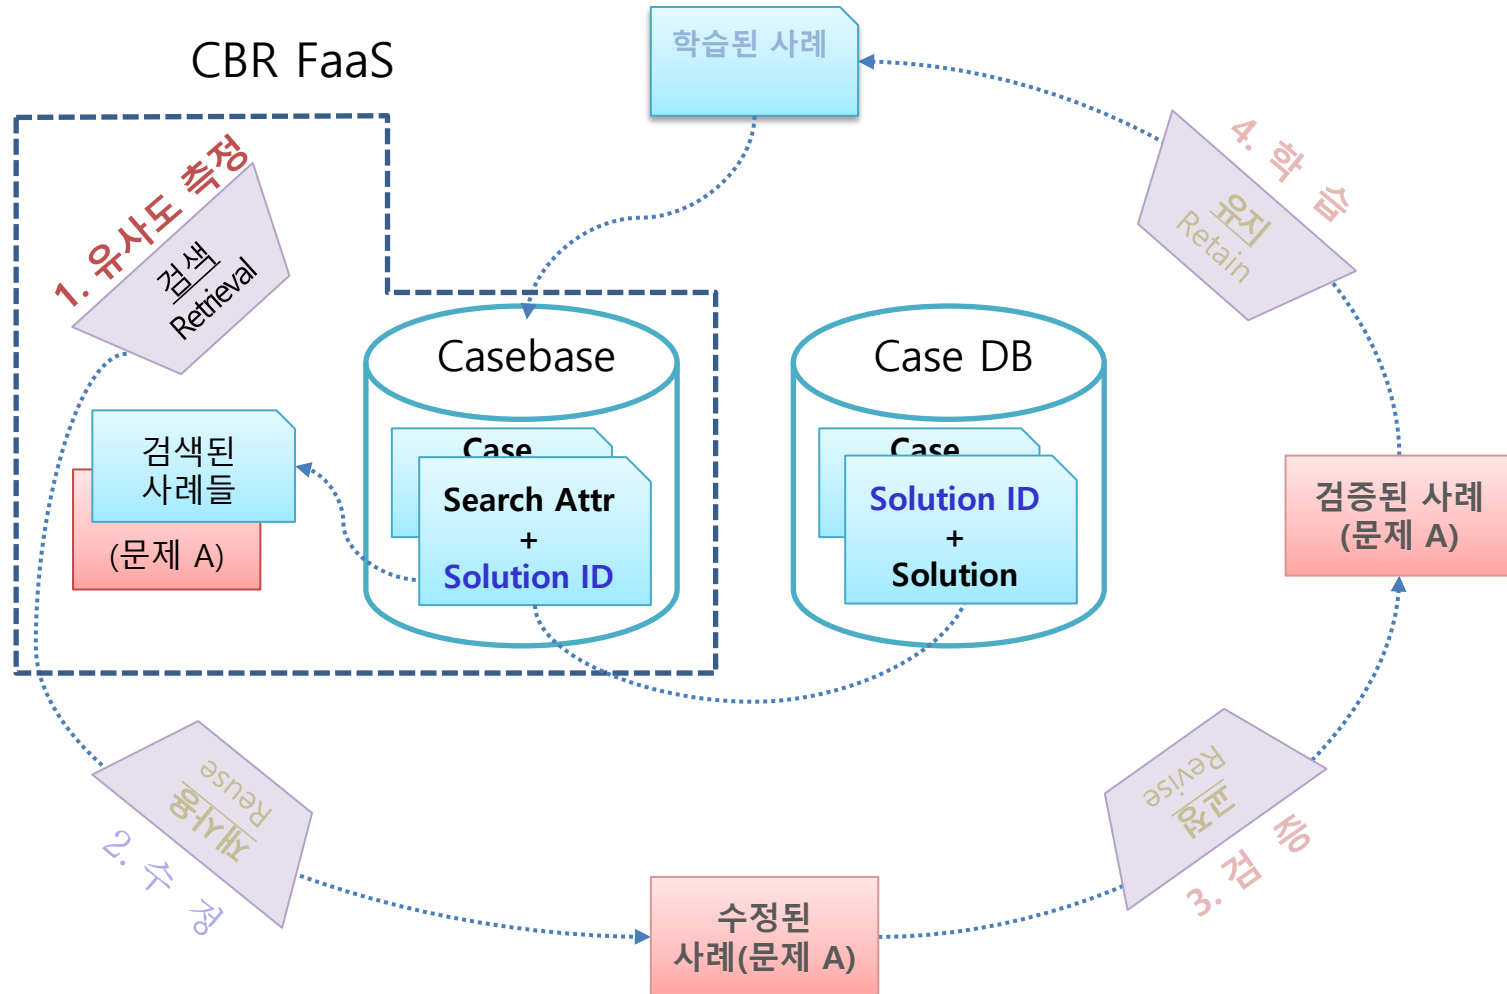 CBR FaaS
학습된 사례
1. 유사도 측정
검색
Retrieval
4. 학 습
유지
Retain
Casebase
Case
Search Attr
+
Solution ID
Case DB
Case
Solution ID
+
Solution
검색된
사례들
(문제 A)
검증된 사례
(문제 A)
재사용
Reuse
2. 수 정
교정
Revise
3. 검 증
수정된
사례(문제 A)